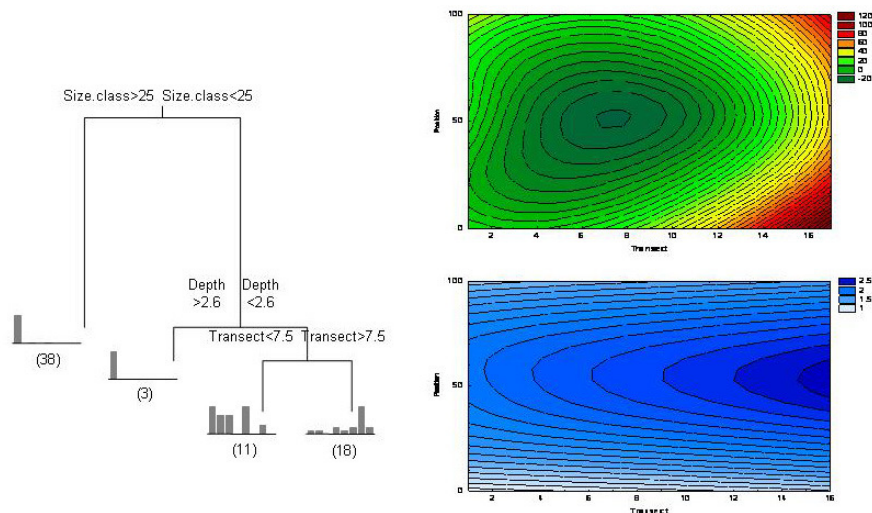 Size.class>25 Size.class<25
Depth >2.6
Depth <2.6
Transect<7.5 Transect>7.5
(38)
(3)
(11)
(18)
100
50
0
Position
2 4 6 8 10 12 14 16
Transect
120
100
80
60
40
20
0
-20
100
50
0
Position
2 4 6 8 10 12 14 16
Transect
2.5
2
1.5
1